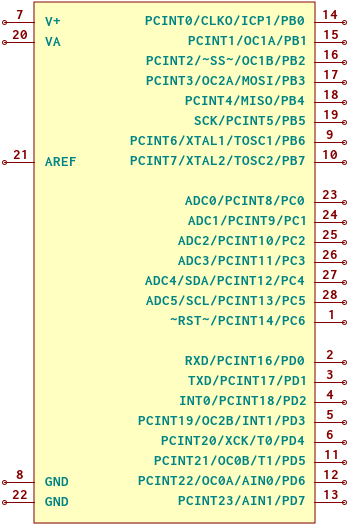 7 V+ PCINT0/CLKO/ICP1/PB0 14
20 VA PCINT1/OC1A/PB1 15
PCINT2/~SS~/OC1B/PB2 16
PCINT3/OC2A/MOSI/PB3 17
PCINT4/MISO/PB4 18
SCK/PCINT5/PB5 19
PCINT6/XTAL1/TOSC1/PB6 9
21 AREF PCINT7/XTAL2/TOSC2/PB7 10
ADC0/PCINT8/PC0 23
ADC1/PCINT9/PC1 24
ADC2/PCINT10/PC2 25
ADC3/PCINT11/PC3 26
ADC4/SDA/PCINT12/PC4 27
ADC5/SCL/PCINT13/PC5 28
~RST~/PCINT14/PC6 1
RXD/PCINT16/PD0 2
TXD/PCINT17/PD1 3
INT0/PCINT18/PD2 4
PCINT19/OC2B/INT1/PD3 5
PCINT20/XCK/T0/PD4 6
PCINT21/OC0B/T1/PD5 11
8 GND PCINT22/OC0A/AIN0/PD6 12
22 GND PCINT23/AIN1/PD7 13